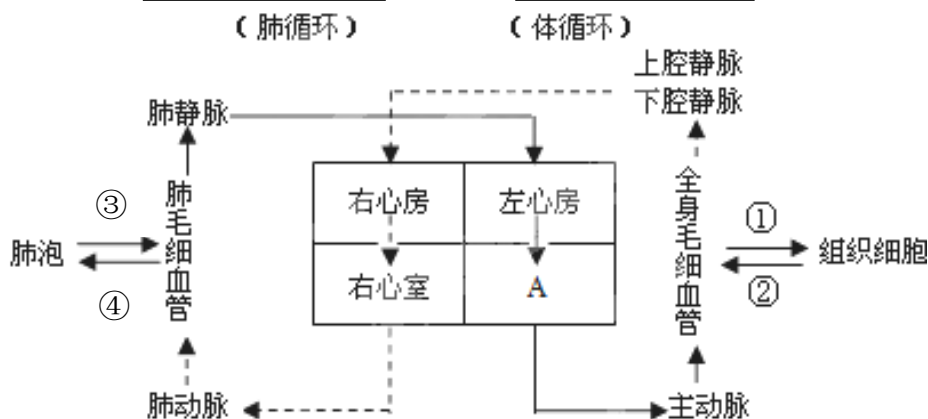 （肺循环） （体循环）
上腔静脉
肺静脉 下腔静脉
右心房 左心房
肺毛细血管
全身毛细血管
③ ①
肺泡 组织细胞
④ ②
右心室 A
肺动脉 主动脉